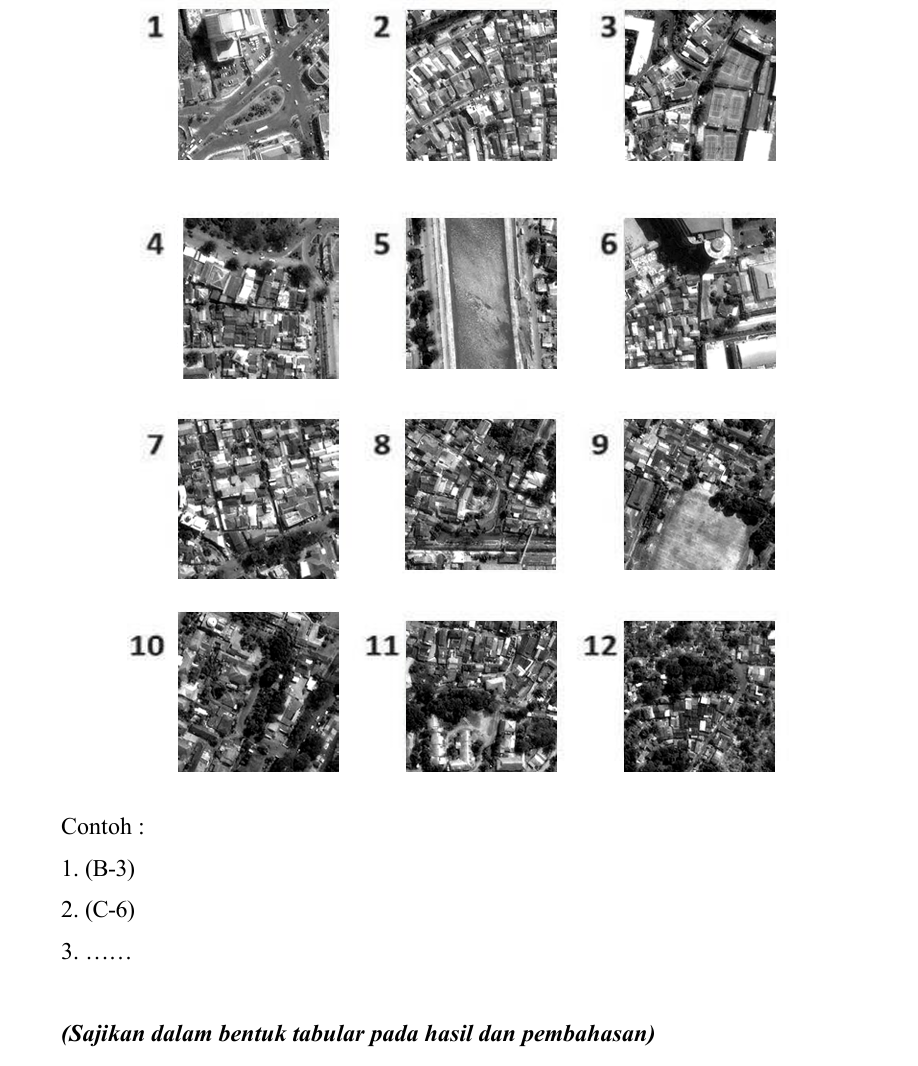 1 2 3
4 5 6
7 8 9
10 11 12
Contoh :
1. (B-3)
2. (C-6)
3. ……
(Sajikan dalam bentuk tabular pada hasil dan pembahasan)